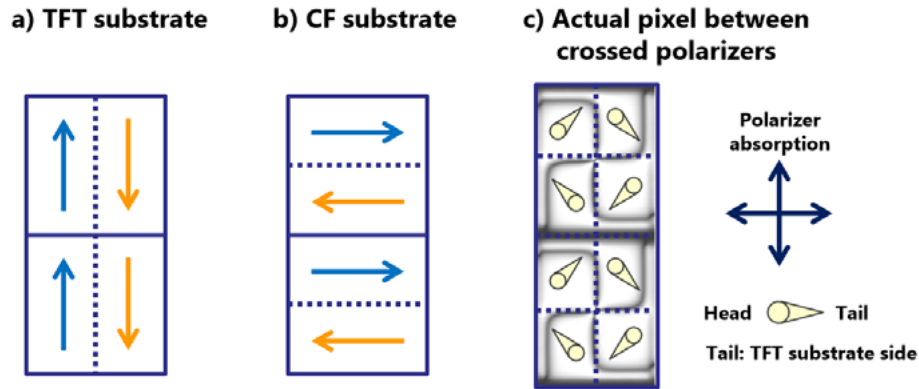 a) TFT substrate
b) CF substrate
c) Actual pixel between
crossed polarizers
Polarizer
absorption
Head
Tail
Tail: TFT substrate side